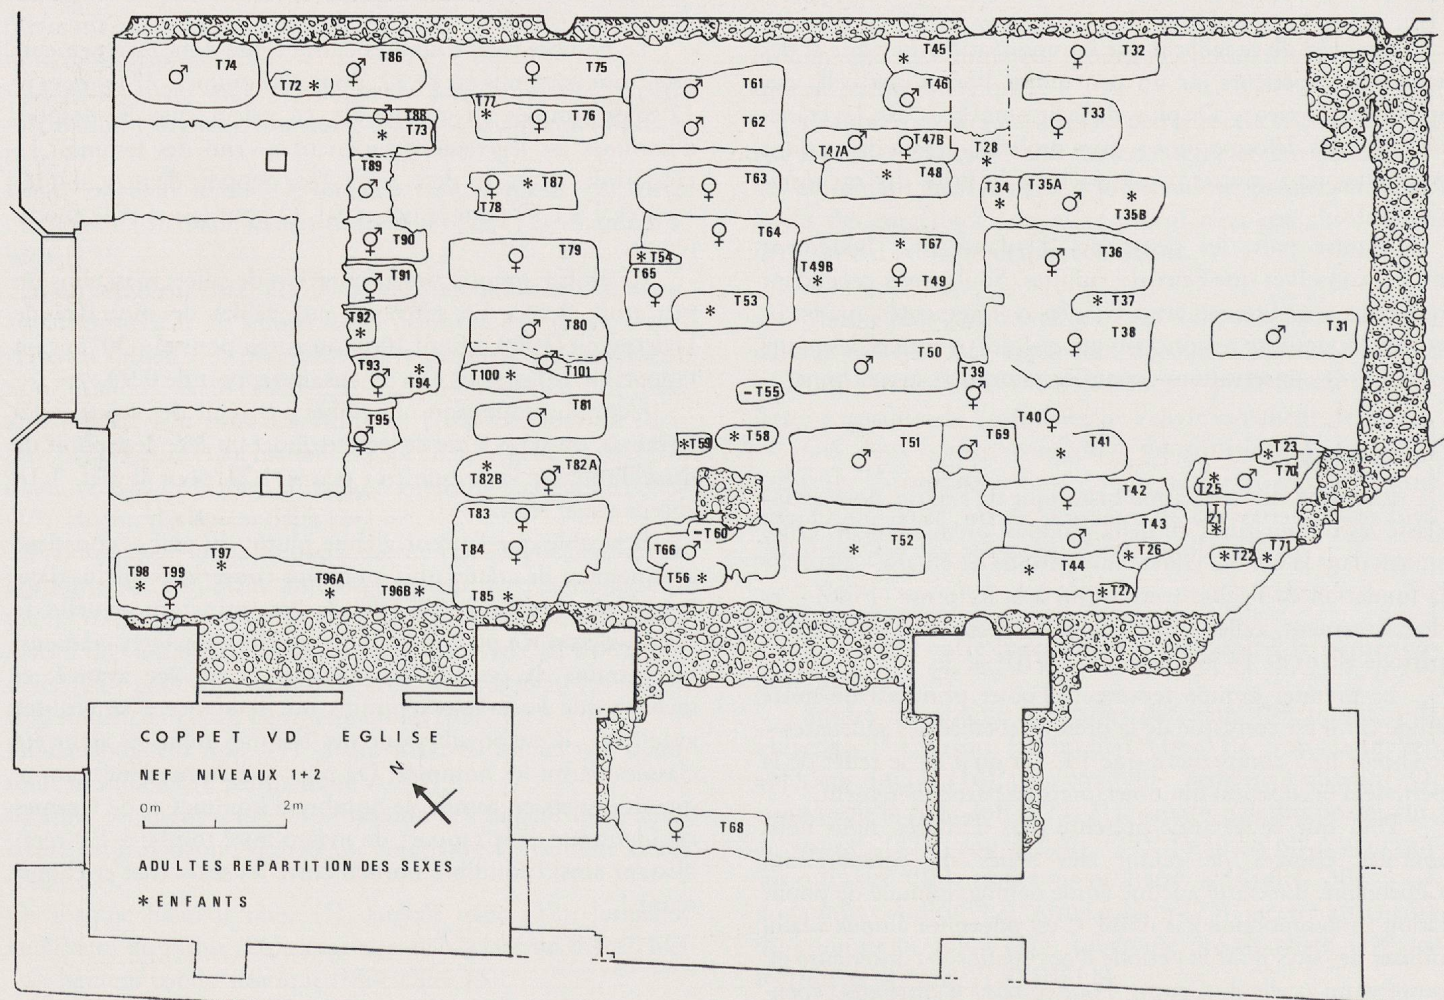 T74
T86
T72 *
T75
T77
*
T76
T88
T73
*
T89
T90
T91
T92
*
T93
T94
*
T95
T87
*
T78
T79
T80
T101
T100 *
T81
T82A
T82B
*
T83
T84
T85 *
T97
*
T98
*
T99
T96A
*
T96B *
T61
T62
T63
T64
* T54
T65
T53
*
- T55
* T59
* T58
- T60
T66
T56 *
T45
*
T46
T47A
T47B
T48
*
T67
*
T49B
*
T49
T50
T39
T51
T69
T52
*
T32
T33
T28
*
T34
*
T35A
T35B
*
T36
T37
*
T38
T40
T41
*
T42
T43
T26
*
T44
*
* T27
T31
T23
*
T70
T25
*
T
21
*
* T22
T71
*
T68
COPPET VD EGLISE
NEF NIVEAUX 1+2
N
0m 2m
ADULTES REPARTITION DES SEXES
* ENFANTS